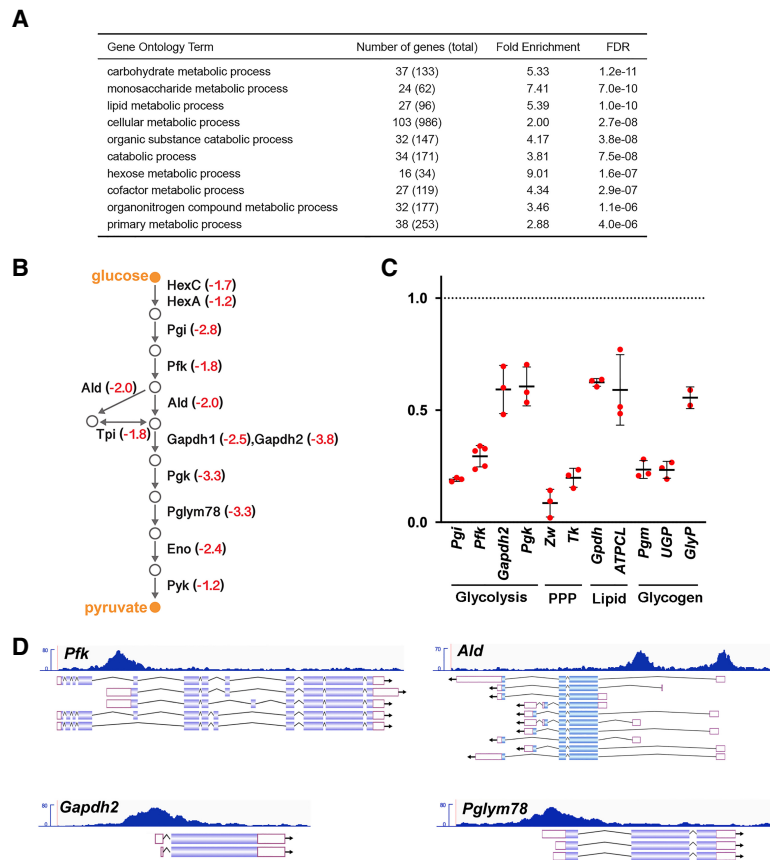 A
Gene Ontology Term Number of genes (total) Fold Enrichment FDR
carbohydrate metabolic process 37 (133) 5.33 1.2e-11
monosaccharide metabolic process 24 (62) 7.41 7.0e-10
lipid metabolic process 27 (96) 5.39 1.0e-10
cellular metabolic process 103 (986) 2.00 2.7e-08
organic substance catabolic process 32 (147) 4.17 3.8e-08
catabolic process 34 (171) 3.81 7.5e-08
hexose metabolic process 16 (34) 9.01 1.6e-07
cofactor metabolic process 27 (119) 4.34 2.9e-07
organonitrogen compound metabolic process 32 (177) 3.46 1.1e-06
primary metabolic process 38 (253) 2.88 4.0e-06
B
glucose
HexC (-1.7)
HexA (-1.2)
Pgi (-2.8)
Pfk (-1.8)
Ald (-2.0)
Ald (-2.0)
Tpi (-1.8)
Gapdh1 (-2.5),Gapdh2 (-3.8)
Pgk (-3.3)
Pglym78 (-3.3)
Eno (-2.4)
Pyk (-1.2)
pyruvate
C
1.0
0.5
0.0
Pgi Pfk Gapdh2 Pgk Zw Tk Gpdh ATPCL Pgm UGP GlyP
Glycolysis PPP Lipid Glycogen
D
80
0
Pfk
70
0
Ald
80
0
Gapdh2
80
0
Pglym78